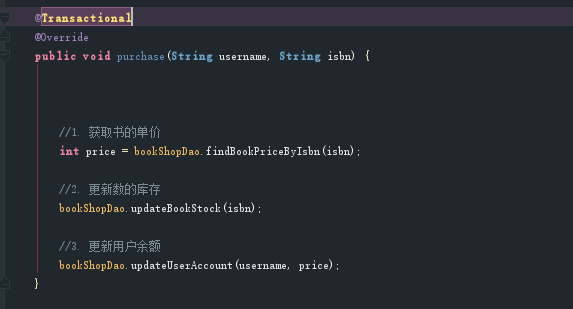 @Transactional
@Override
public void purchase(String username, String isbn) {
//1. 获取书的单价
int price = bookShopDao.findBookPriceByIsbn(isbn);
//2. 更新数的库存
bookShopDao.updateBookStock(isbn);
//3. 更新用户余额
bookShopDao.updateUserAccount(username, price);
}